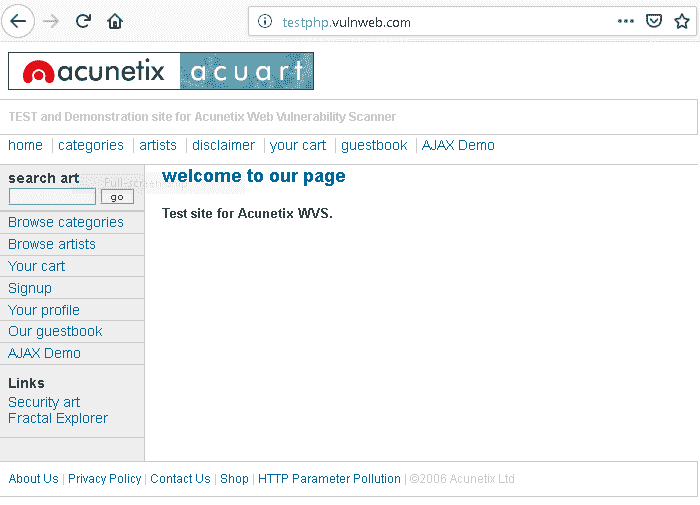 testphp.vulnweb.com
acunetix acuart
TEST and Demonstration site for Acunetix Web Vulnerability Scanner
home | categories | artists | disclaimer | your cart | guestbook | AJAX Demo
search art
go
Browse categories
Browse artists
Your cart
Signup
Your profile
Our guestbook
AJAX Demo
Links
Security art
Fractal Explorer
welcome to our page
Test site for Acunetix WVS.
About Us | Privacy Policy | Contact Us | Shop | HTTP Parameter Pollution | ©2006 Acunetix Ltd